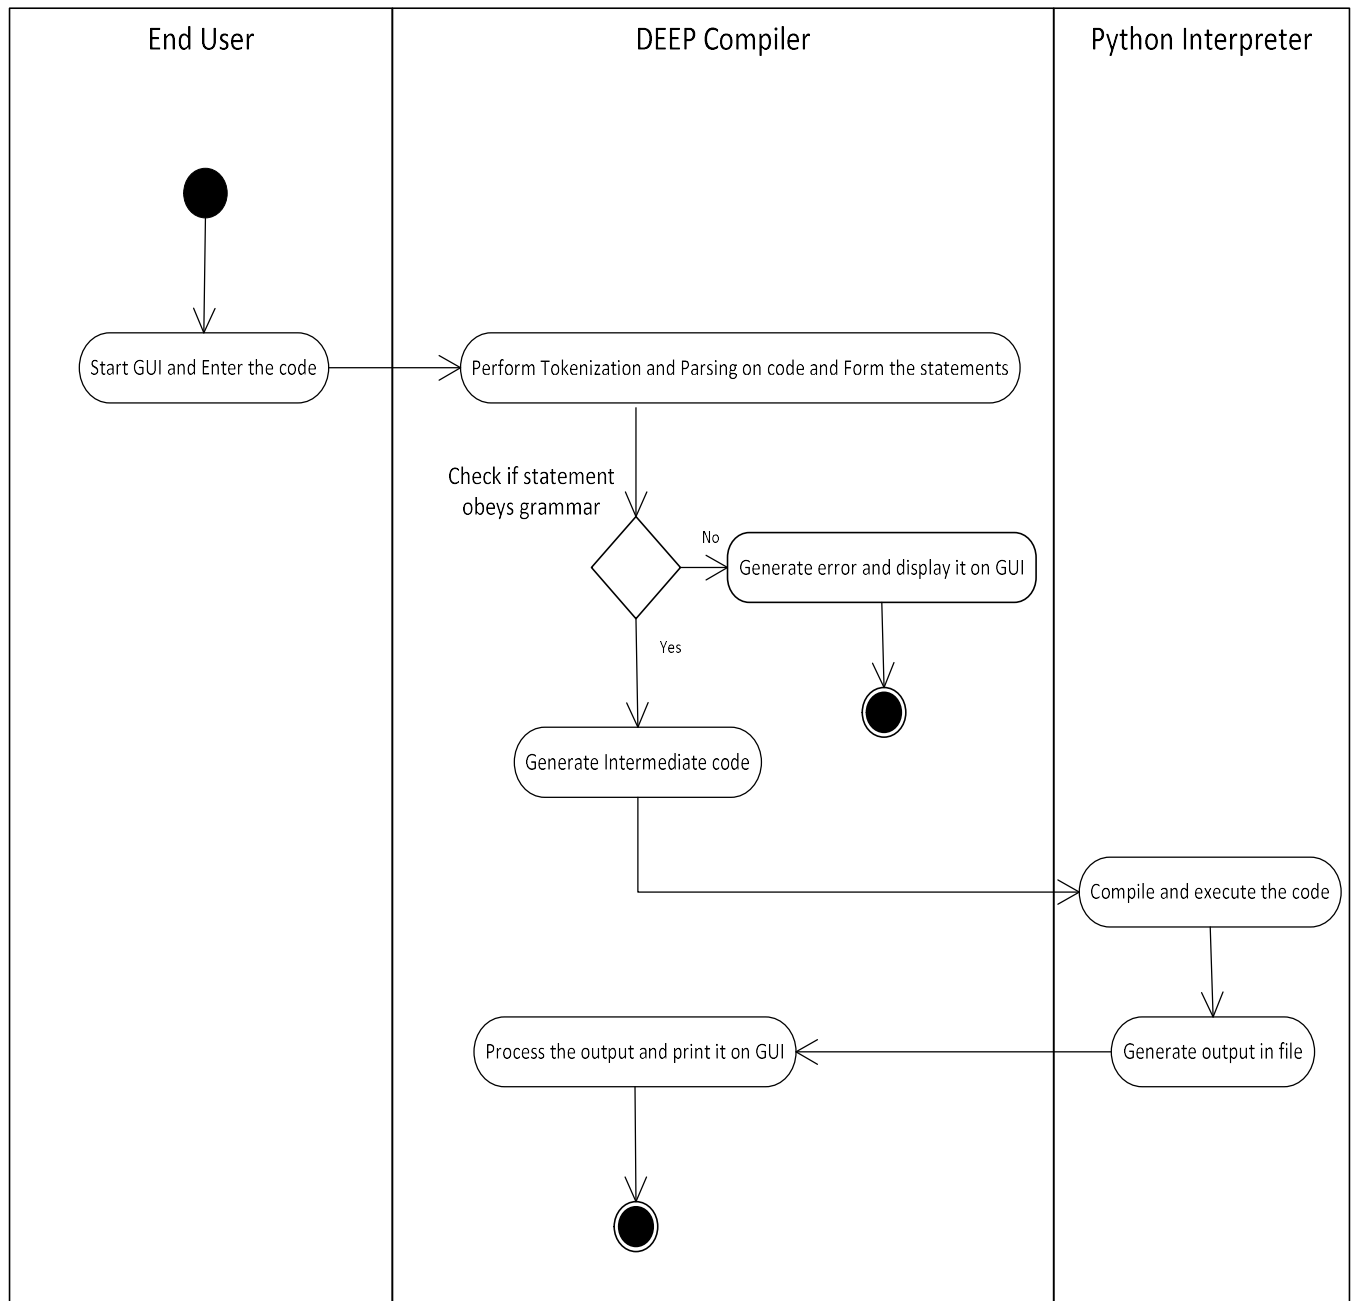 End User
DEEP Compiler
Python Interpreter
Start GUI and Enter the code
Perform Tokenization and Parsing on code and Form the statements
Check if statement
obeys grammar
No
Generate error and display it on GUI
Yes
Generate Intermediate code
Compile and execute the code
Process the output and print it on GUI
Generate output in file